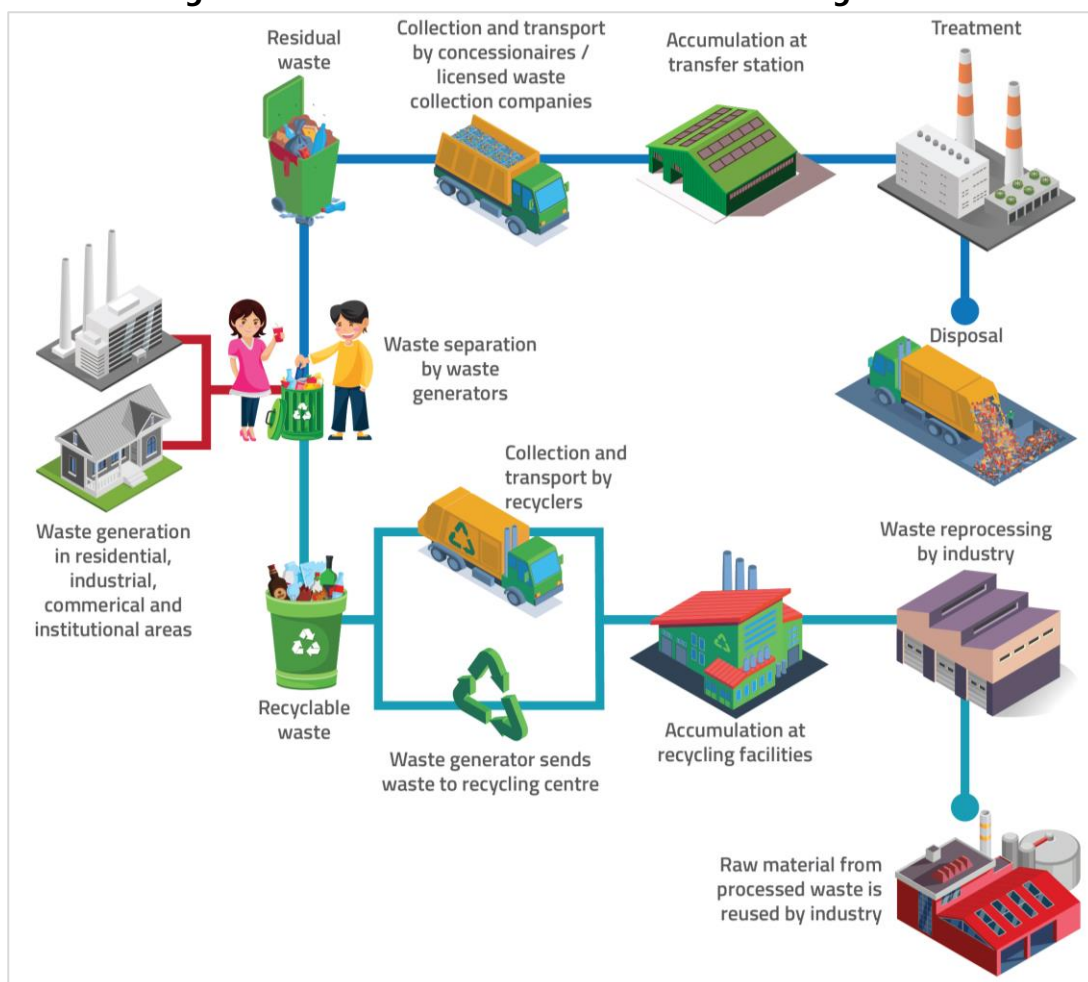 Residual
waste
Collection and transport
by concessionaires /
licensed waste
collection companies
Accumulation at
transfer station
Treatment
Waste separation
by waste
generators
Disposal
Waste generation
in residential,
industrial,
commerical and
institutional areas
Collection and
transport by
recyclers
Waste reprocessing
by industry
Recyclable
waste
Waste generator sends
waste to recycling centre
Accumulation at
recycling facilities
Raw material from
processed waste is
reused by industry